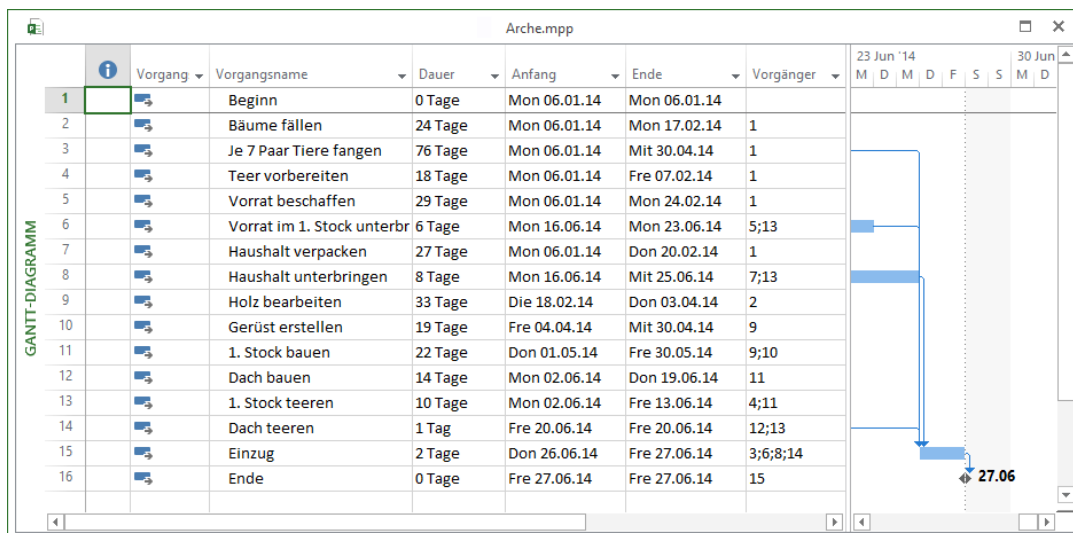 Arche.mpp
23 Jun '14 30 Jun
Vorgang Vorgangsname Dauer Anfang Ende Vorgänger M D M D F S S M D
1 Beginn 0 Tage Mon 06.01.14 Mon 06.01.14
2 Bäume fällen 24 Tage Mon 06.01.14 Mon 17.02.14 1
3 Je 7 Paar Tiere fangen 76 Tage Mon 06.01.14 Mit 30.04.14 1
4 Teer vorbereiten 18 Tage Mon 06.01.14 Fre 07.02.14 1
5 Vorrat beschaffen 29 Tage Mon 06.01.14 Mon 24.02.14 1
6 Vorrat im 1. Stock unterbr 6 Tage Mon 16.06.14 Mon 23.06.14 5;13
7 Haushalt verpacken 27 Tage Mon 06.01.14 Don 20.02.14 1
8 Haushalt unterbringen 8 Tage Mon 16.06.14 Mit 25.06.14 7;13
9 Holz bearbeiten 33 Tage Die 18.02.14 Don 03.04.14 2
10 Gerüst erstellen 19 Tage Fre 04.04.14 Mit 30.04.14 9
11 1. Stock bauen 22 Tage Don 01.05.14 Fre 30.05.14 9;10
12 Dach bauen 14 Tage Mon 02.06.14 Don 19.06.14 11
13 1. Stock teeren 10 Tage Mon 02.06.14 Fre 13.06.14 4;11
14 Dach teeren 1 Tag Fre 20.06.14 Fre 20.06.14 12;13
15 Einzug 2 Tage Don 26.06.14 Fre 27.06.14 3;6;8;14
16 Ende 0 Tage Fre 27.06.14 Fre 27.06.14 15 27.06
GANTT-DIAGRAMM